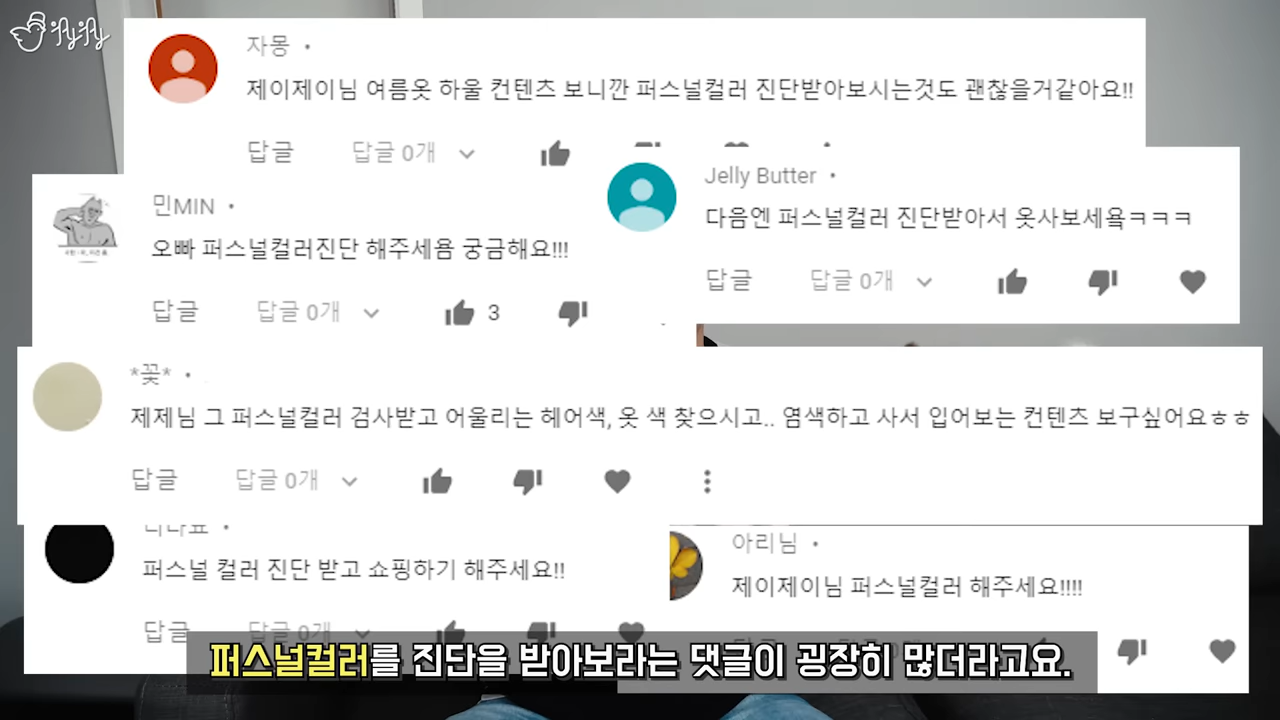 자몽 •
제이제이님 여름옷 하울 컨텐츠 보니깐 퍼스널컬러 진단받아보시는것도 괜찮을거같아요!!
답글 답글 0개
Jelly Butter •
다음엔 퍼스널컬러 진단받아서 옷사보세욬ㅋㅋㅋ
답글 답글 0개
민MIN •
오빠 퍼스널컬러진단 해주세욤 궁금해요!!!
답글 답글 0개 3
*꽃* •
제제님 그 퍼스널컬러 검사받고 어울리는 헤어색, 옷 색 찾으시고.. 염색하고 사서 입어보는 컨텐츠 보구싶어요ㅎㅎ
답글 답글 0개
퍼스널 컬러 진단 받고 쇼핑하기 해주세요!!
답글 답글 0개
아리님 •
제이제이님 퍼스널컬러 해주세요!!!!
퍼스널컬러를 진단을 받아보라는 댓글이 굉장히 많더라고요.